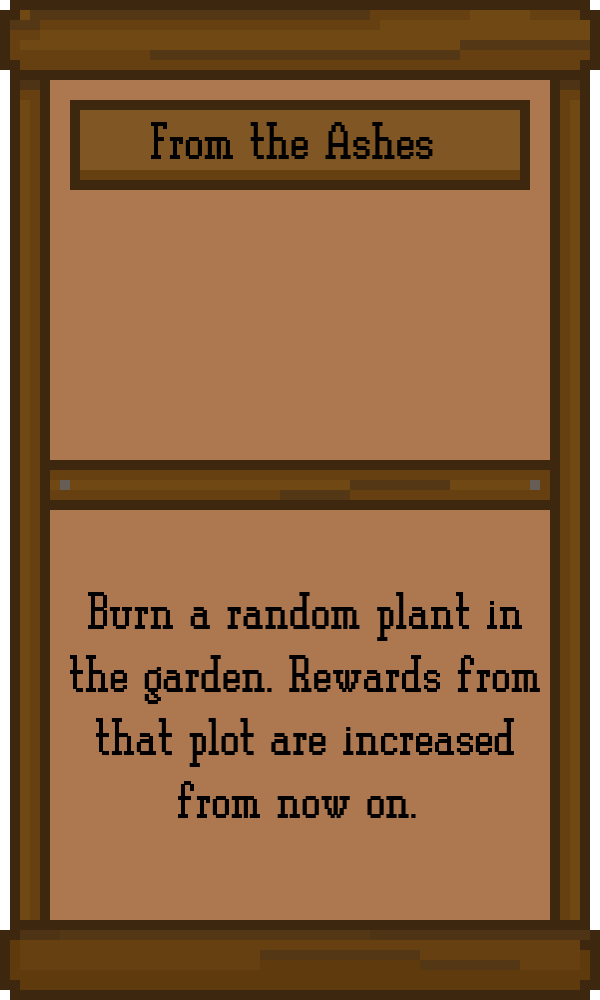 From the Ashes
Burn a random plant in
the garden. Rewards from
that plot are increased
from now on.